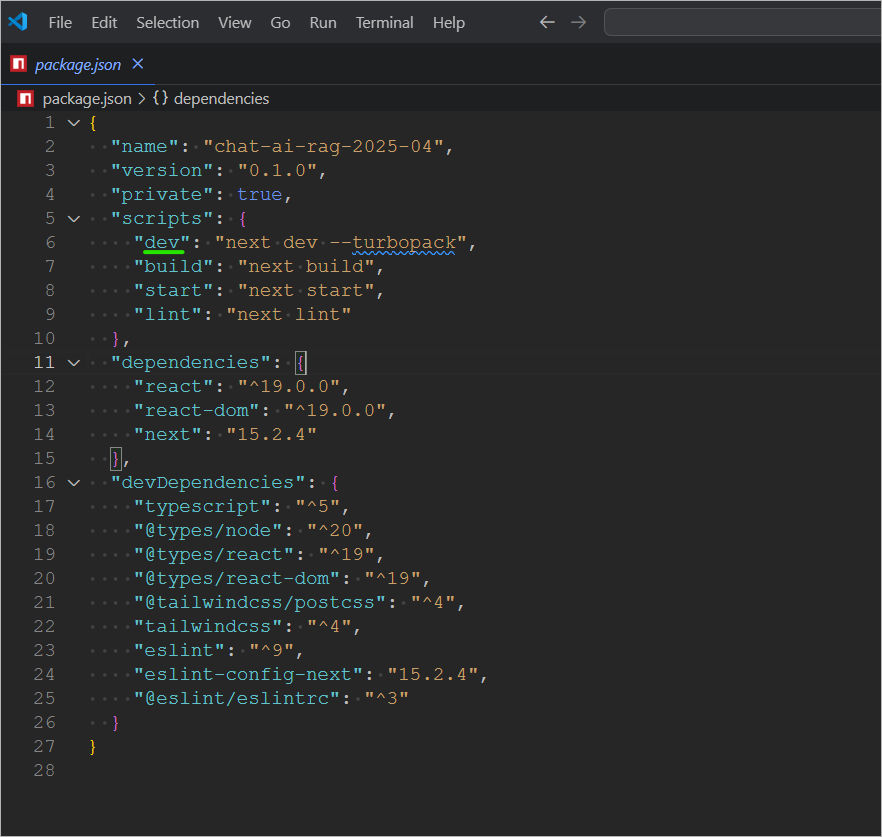 File Edit Selection View Go Run Terminal Help
package.json
package.json > {} dependencies
1 {
2 "name": "chat-ai-rag-2025-04",
3 "version": "0.1.0",
4 "private": true,
5 "scripts": {
6 "dev": "next dev --turbopack",
7 "build": "next build",
8 "start": "next start",
9 "lint": "next lint"
10 },
11 "dependencies": {
12 "react": "^19.0.0",
13 "react-dom": "^19.0.0",
14 "next": "15.2.4"
15 },
16 "devDependencies": {
17 "typescript": "^5",
18 "@types/node": "^20",
19 "@types/react": "^19",
20 "@types/react-dom": "^19",
21 "@tailwindcss/postcss": "^4",
22 "tailwindcss": "^4",
23 "eslint": "^9",
24 "eslint-config-next": "15.2.4",
25 "@eslint/eslintrc": "^3"
26 }
27 }
28